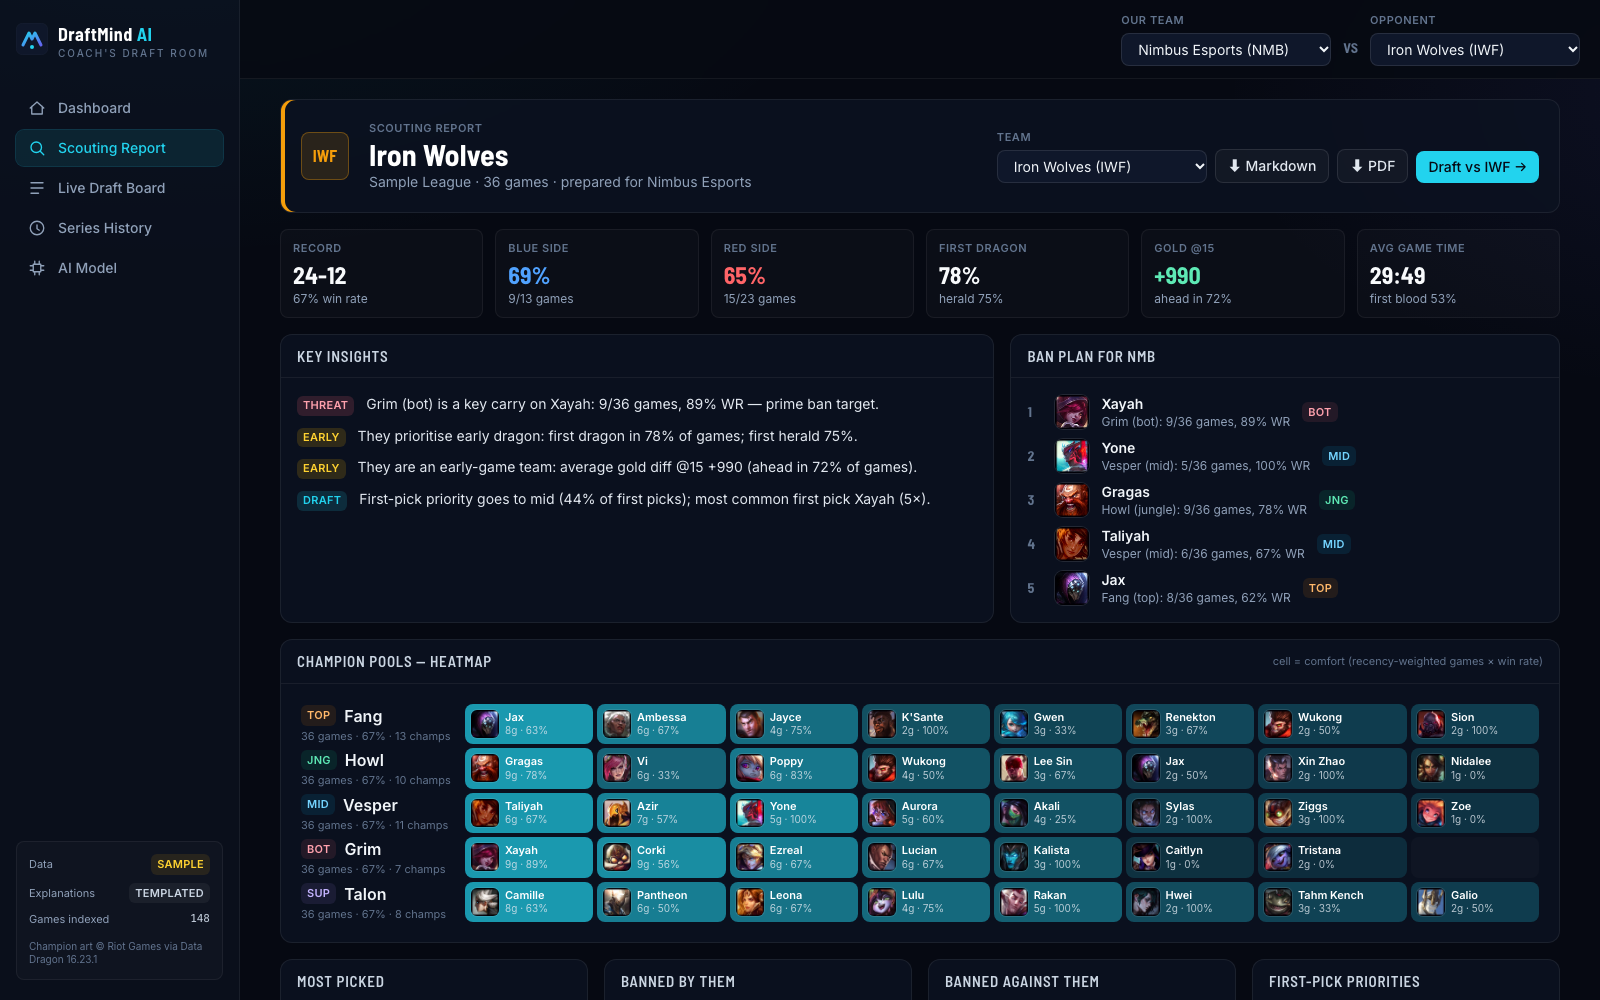 DraftMind AI
COACH'S DRAFT ROOM
Dashboard
Scouting Report
Live Draft Board
Series History
AI Model
Data SAMPLE
Explanations TEMPLATED
Games indexed 148
Champion art © Riot Games via Data
Dragon 16.23.1
OUR TEAM
Nimbus Esports (NMB)
VS
OPPONENT
Iron Wolves (IWF)
IWF
SCOUTING REPORT
Iron Wolves
Sample League · 36 games · prepared for Nimbus Esports
TEAM
Iron Wolves (IWF)
⬇ Markdown
⬇ PDF
Draft vs IWF →
RECORD
24-12
67% win rate
BLUE SIDE
69%
9/13 games
RED SIDE
65%
15/23 games
FIRST DRAGON
78%
herald 75%
GOLD @15
+990
ahead in 72%
AVG GAME TIME
29:49
first blood 53%
KEY INSIGHTS
THREAT Grim (bot) is a key carry on Xayah: 9/36 games, 89% WR — prime ban target.
EARLY They prioritise early dragon: first dragon in 78% of games; first herald 75%.
EARLY They are an early-game team: average gold diff @15 +990 (ahead in 72% of games).
DRAFT First-pick priority goes to mid (44% of first picks); most common first pick Xayah (5×).
BAN PLAN FOR NMB
1 Xayah
Grim (bot): 9/36 games, 89% WR BOT
2 Yone
Vesper (mid): 5/36 games, 100% WR MID
3 Gragas
Howl (jungle): 9/36 games, 78% WR JNG
4 Taliyah
Vesper (mid): 6/36 games, 67% WR MID
5 Jax
Fang (top): 8/36 games, 62% WR TOP
CHAMPION POOLS — HEATMAP
cell = comfort (recency-weighted games × win rate)
TOP Fang
36 games · 67% · 13 champs
Jax
8g · 63%
Ambessa
6g · 67%
Jayce
4g · 75%
K'Sante
2g · 100%
Gwen
3g · 33%
Renekton
3g · 67%
Wukong
2g · 50%
Sion
2g · 100%
JNG Howl
36 games · 67% · 10 champs
Gragas
9g · 78%
Vi
6g · 33%
Poppy
6g · 83%
Wukong
4g · 50%
Lee Sin
3g · 67%
Jax
2g · 50%
Xin Zhao
2g · 100%
Nidalee
1g · 0%
MID Vesper
36 games · 67% · 11 champs
Taliyah
6g · 67%
Azir
7g · 57%
Yone
5g · 100%
Aurora
5g · 60%
Akali
4g · 25%
Sylas
2g · 100%
Ziggs
3g · 100%
Zoe
1g · 0%
BOT Grim
36 games · 67% · 7 champs
Xayah
9g · 89%
Corki
9g · 56%
Ezreal
6g · 67%
Lucian
6g · 67%
Kalista
3g · 100%
Caitlyn
1g · 0%
Tristana
2g · 0%
SUP Talon
36 games · 67% · 8 champs
Camille
8g · 63%
Pantheon
6g · 50%
Leona
6g · 67%
Lulu
4g · 75%
Rakan
5g · 100%
Hwei
2g · 100%
Tahm Kench
3g · 33%
Galio
2g · 50%
MOST PICKED
BANNED BY THEM
BANNED AGAINST THEM
FIRST-PICK PRIORITIES